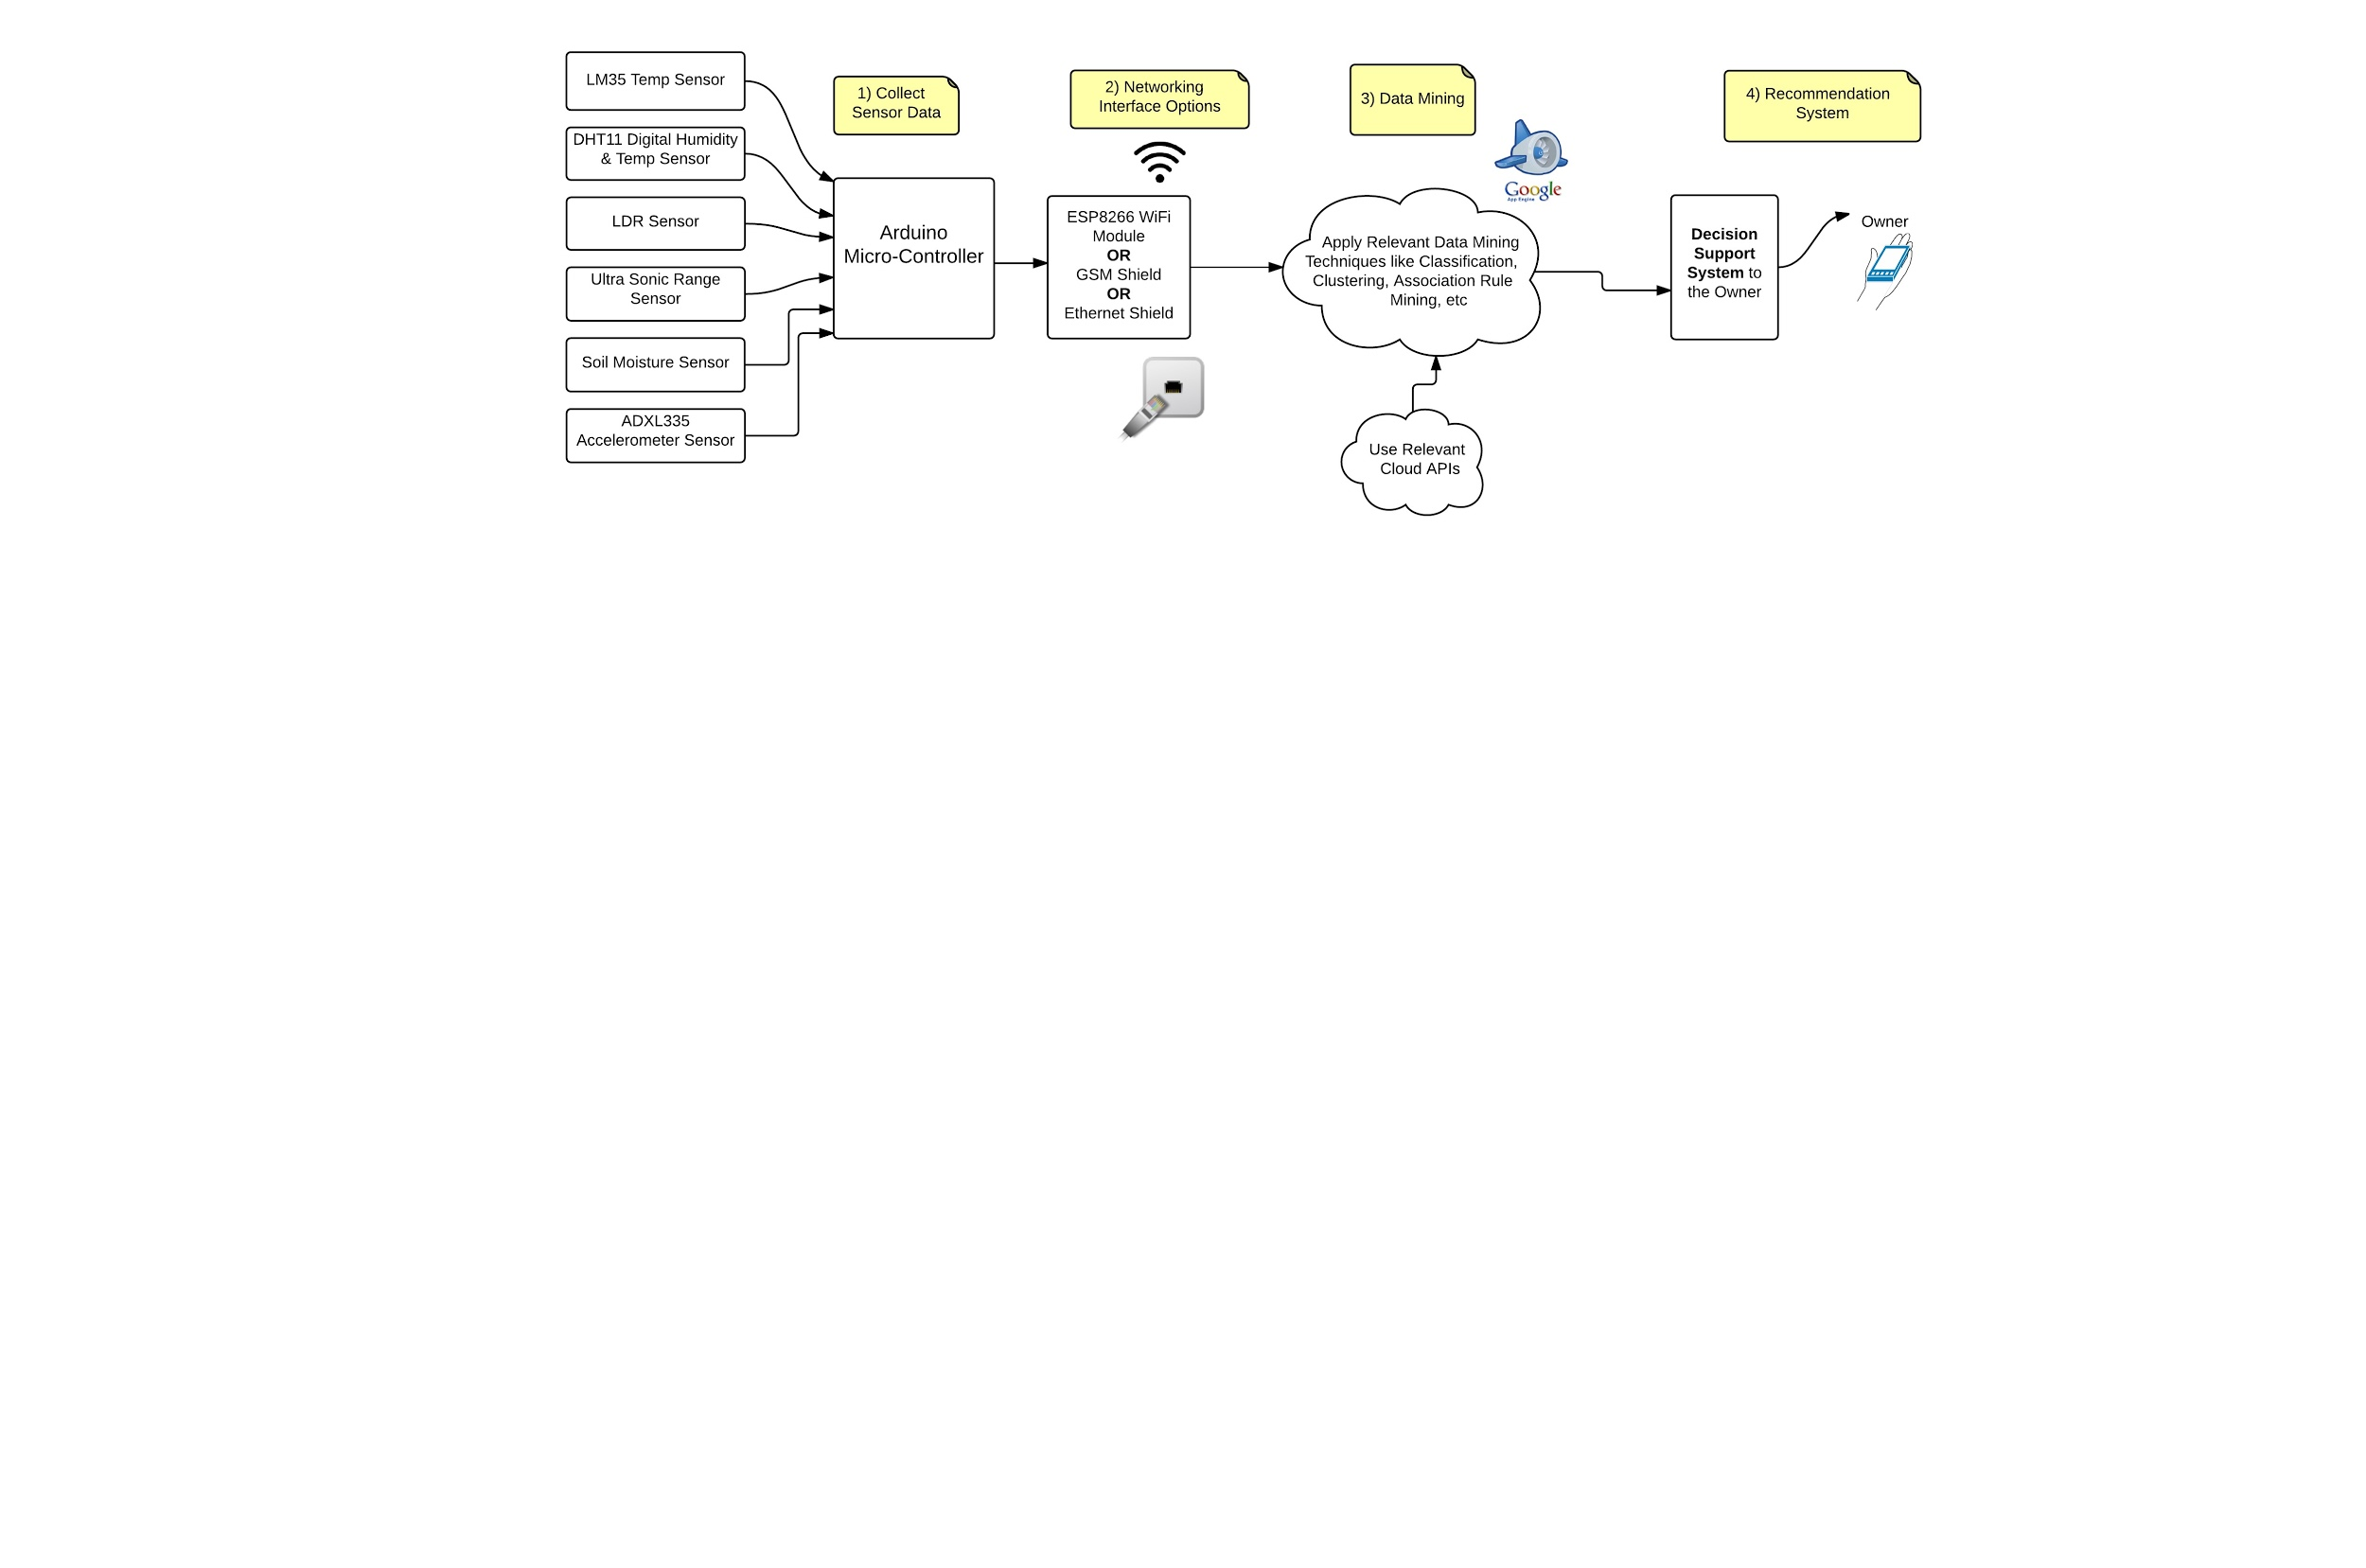 LM35 Temp Sensor
DHT11 Digital Humidity
& Temp Sensor
LDR Sensor
Ultra Sonic Range
Sensor
Soil Moisture Sensor
ADXL335
Accelerometer Sensor
1) Collect
Sensor Data
Arduino
Micro-Controller
2) Networking
Interface Options
ESP8266 WiFi
Module
OR
GSM Shield
OR
Ethernet Shield
3) Data Mining
Google
App Engine
Apply Relevant Data Mining
Techniques like Classification,
Clustering, Association Rule
Mining, etc
Use Relevant
Cloud APIs
4) Recommendation
System
Decision
Support
System to
the Owner
Owner